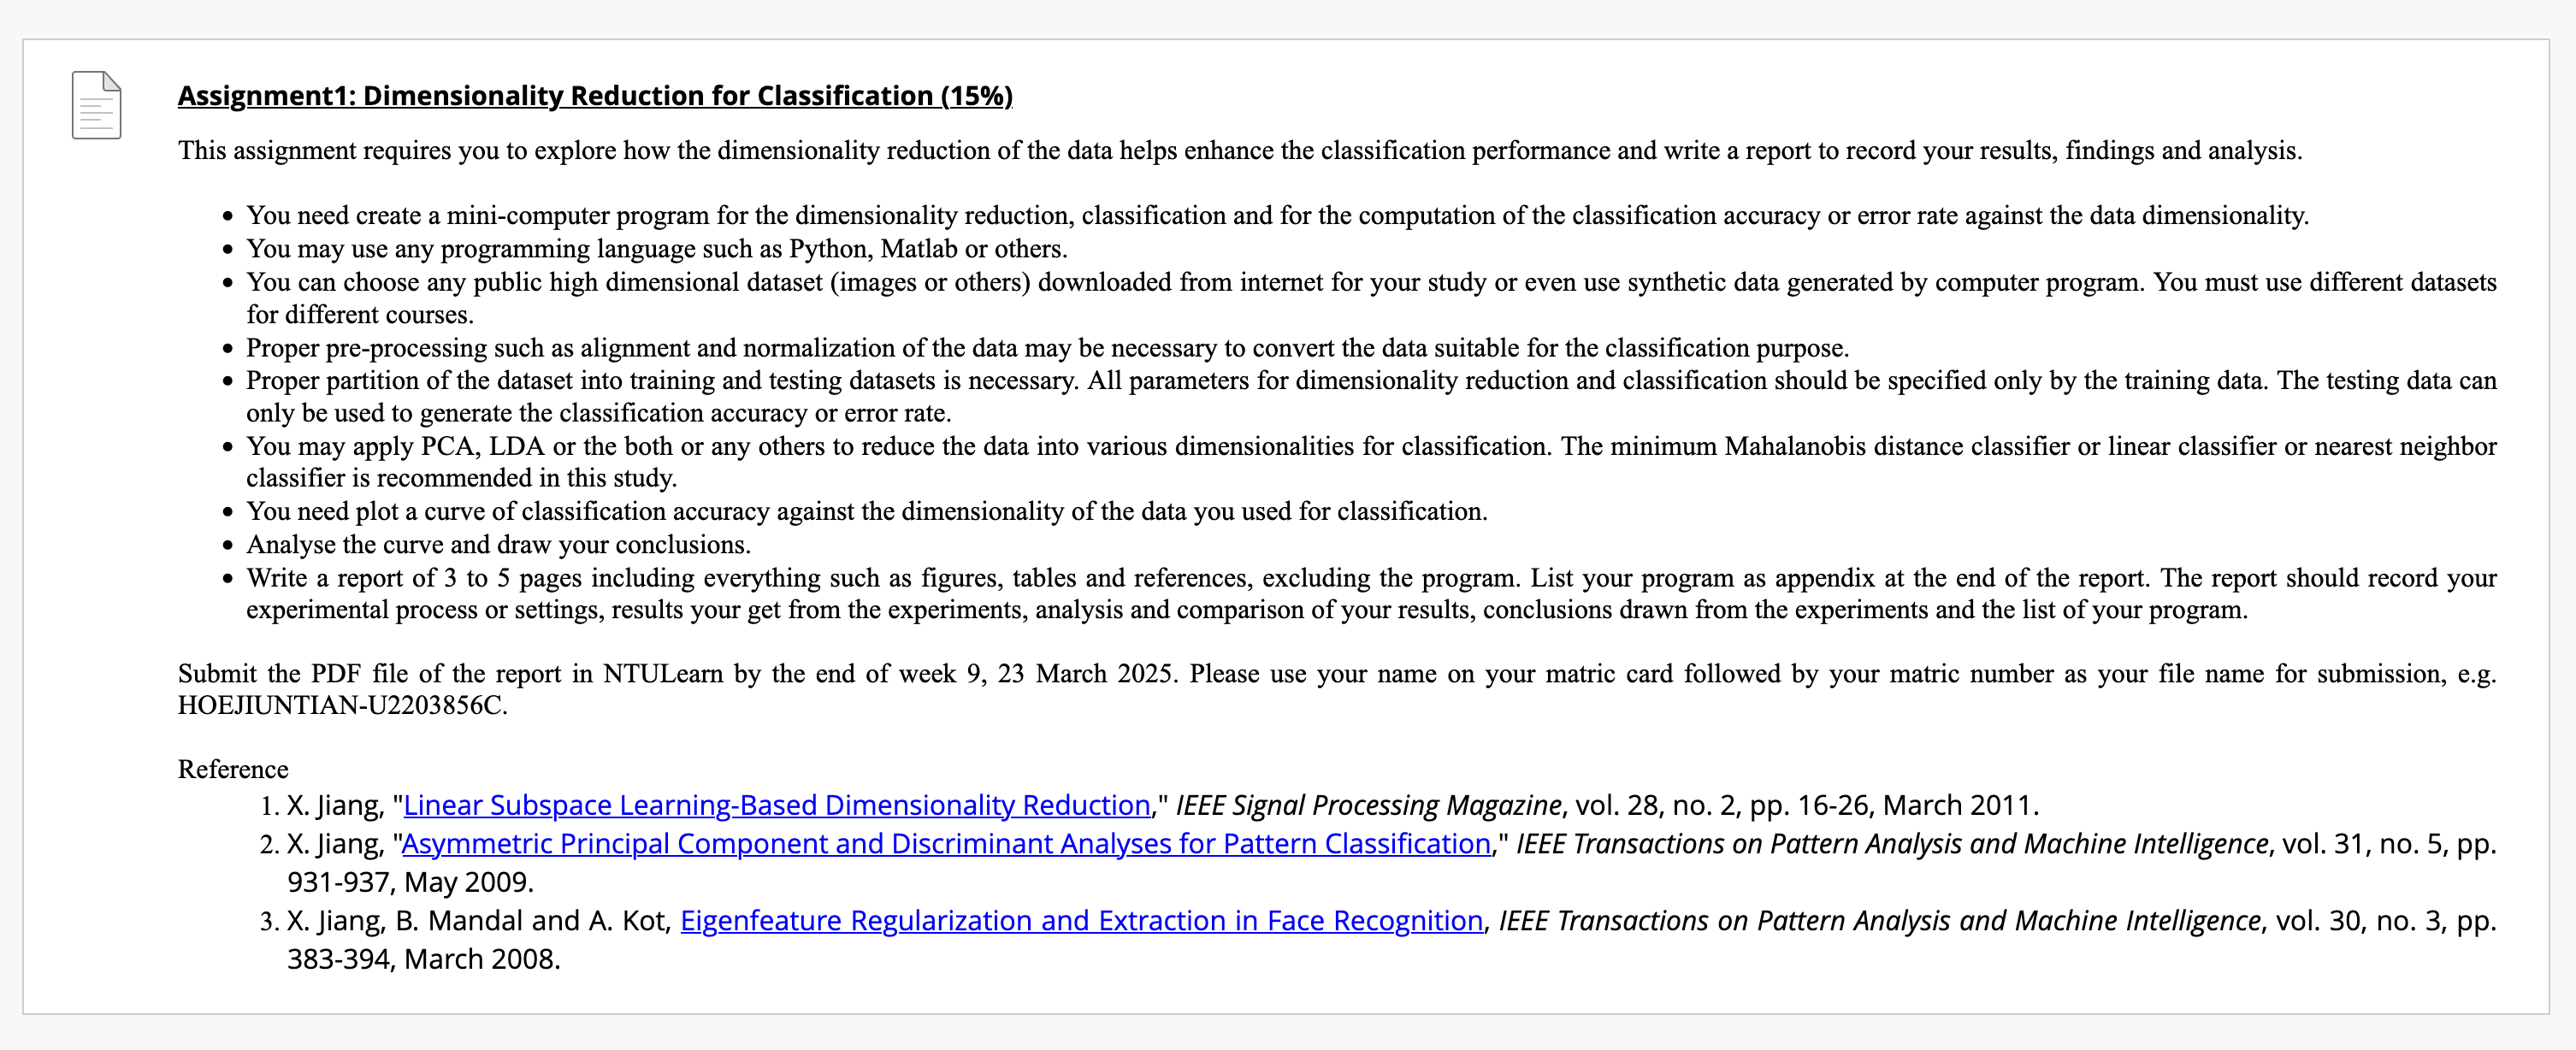 Assignment1: Dimensionality Reduction for Classification (15%)
This assignment requires you to explore how the dimensionality reduction of the data helps enhance the classification performance and write a report to record your results, findings and analysis.
• You need create a mini-computer program for the dimensionality reduction, classification and for the computation of the classification accuracy or error rate against the data dimensionality.
• You may use any programming language such as Python, Matlab or others.
• You can choose any public high dimensional dataset (images or others) downloaded from internet for your study or even use synthetic data generated by computer program. You must use different datasets
for different courses.
• Proper pre-processing such as alignment and normalization of the data may be necessary to convert the data suitable for the classification purpose.
• Proper partition of the dataset into training and testing datasets is necessary. All parameters for dimensionality reduction and classification should be specified only by the training data. The testing data can
only be used to generate the classification accuracy or error rate.
• You may apply PCA, LDA or the both or any others to reduce the data into various dimensionalities for classification. The minimum Mahalanobis distance classifier or linear classifier or nearest neighbor
classifier is recommended in this study.
• You need plot a curve of classification accuracy against the dimensionality of the data you used for classification.
• Analyse the curve and draw your conclusions.
• Write a report of 3 to 5 pages including everything such as figures, tables and references, excluding the program. List your program as appendix at the end of the report. The report should record your
experimental process or settings, results your get from the experiments, analysis and comparison of your results, conclusions drawn from the experiments and the list of your program.
Submit the PDF file of the report in NTULearn by the end of week 9, 23 March 2025. Please use your name on your matric card followed by your matric number as your file name for submission, e.g.
HOEJIUNTIAN-U2203856C.
Reference
1. X. Jiang, "Linear Subspace Learning-Based Dimensionality Reduction," IEEE Signal Processing Magazine, vol. 28, no. 2, pp. 16-26, March 2011.
2. X. Jiang, "Asymmetric Principal Component and Discriminant Analyses for Pattern Classification," IEEE Transactions on Pattern Analysis and Machine Intelligence, vol. 31, no. 5, pp.
931-937, May 2009.
3. X. Jiang, B. Mandal and A. Kot, Eigenfeature Regularization and Extraction in Face Recognition, IEEE Transactions on Pattern Analysis and Machine Intelligence, vol. 30, no. 3, pp.
383-394, March 2008.